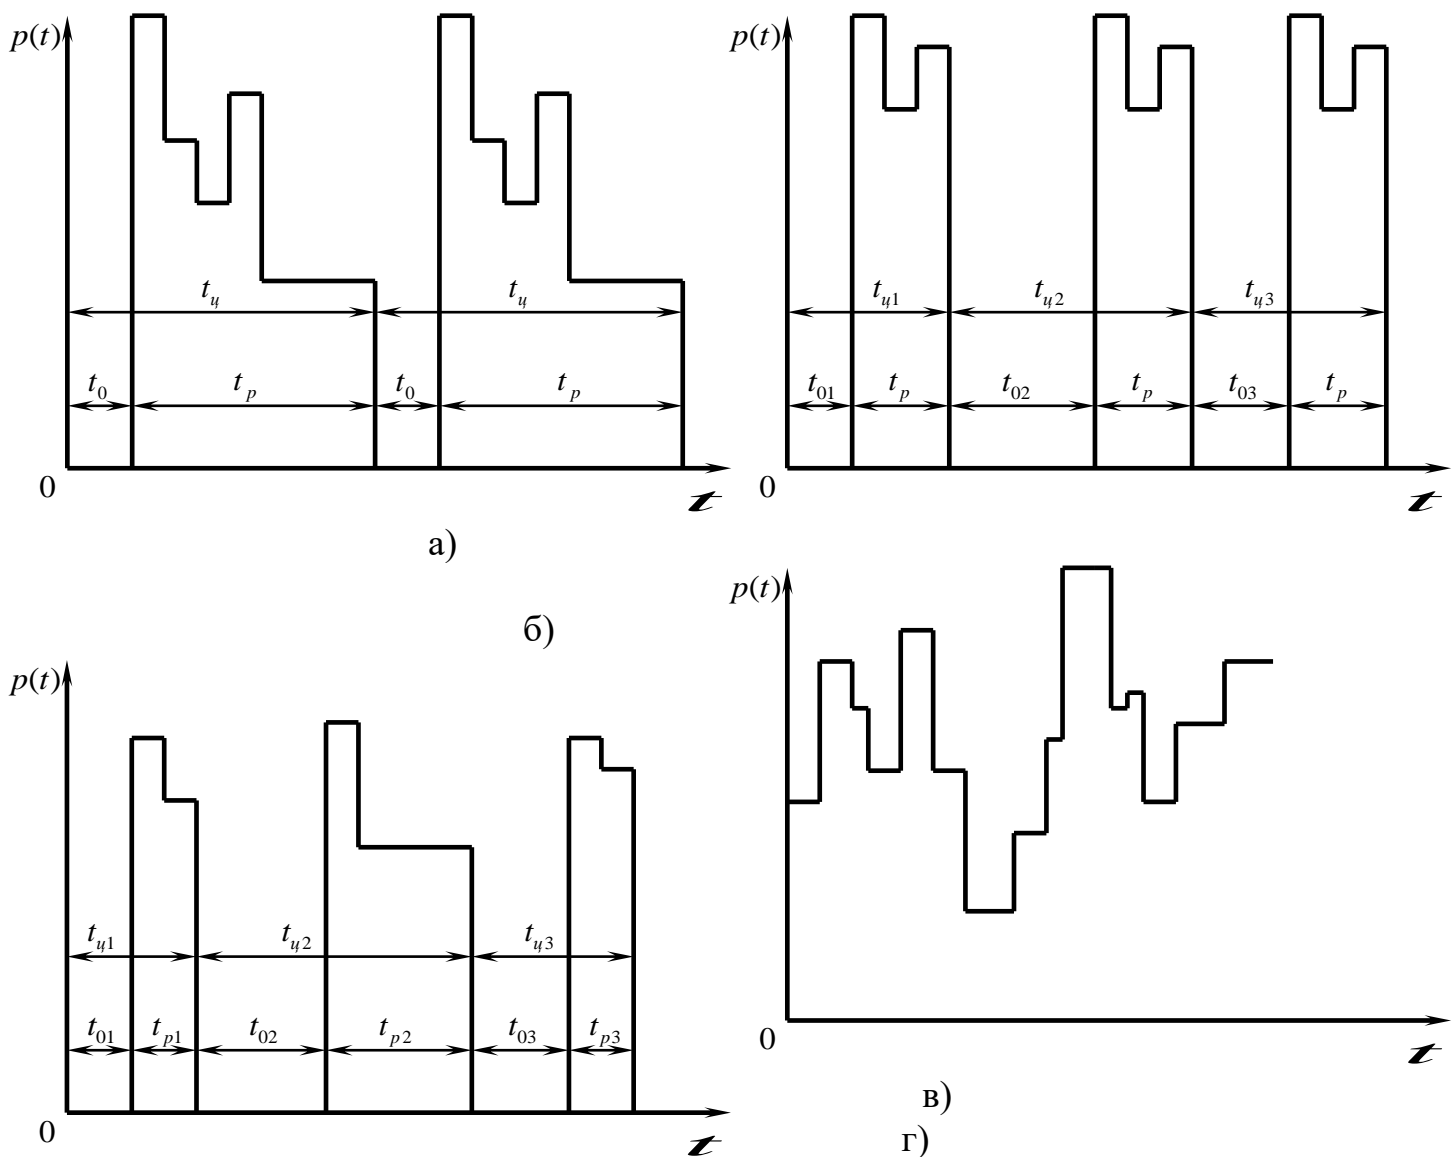 p(t)
t_ц t_ц
t_0 t_p t_0 t_p
0 t
p(t)
t_ц1 t_ц2 t_ц3
t_01 t_p t_02 t_p t_03 t_p
0 t
а)
б)
p(t)
t_ц1 t_ц2 t_ц3
t_01 t_p1 t_02 t_p2 t_03 t_p3
0 t
p(t)
0 t
в)
г)